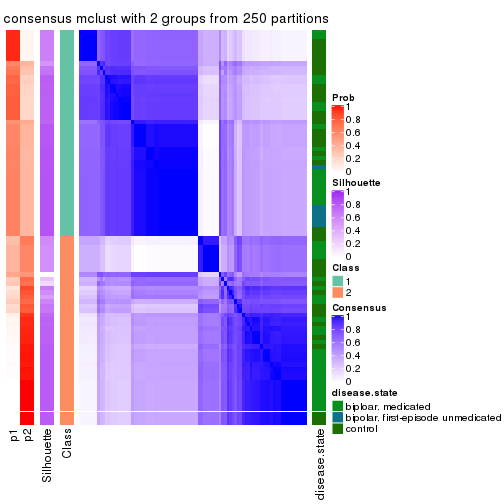 consensus mclust with 2 groups from 250 partitions
Prob
1
0.8
0.6
0.4
0.2
0
Silhouette
1
0.8
0.6
0.4
0.2
0
Class
1
2
Consensus
1
0.8
0.6
0.4
0.2
0
disease.state
biploar, medicated
bipolar, first-episode unmedicated
control
p1
p2
Silhouette
Class
disease.state